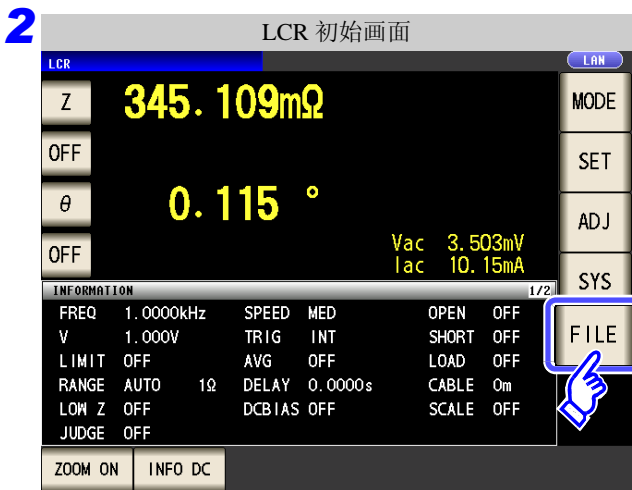 2
LCR 初始画面
LCR
LAN
Z
345.109mΩ
MODE
OFF
SET
θ
0.115 °
ADJ
OFF
Vac 3.503mV
Iac 10.15mA
SYS
INFORMATION 1/2
FREQ 1.0000kHz SPEED MED OPEN OFF
V 1.000V TRIG INT SHORT OFF
LIMIT OFF AVG OFF LOAD OFF
RANGE AUTO 1Ω DELAY 0.0000s CABLE 0m
LOW Z OFF DCBIAS OFF SCALE OFF
JUDGE OFF
FILE
ZOOM ON INFO DC